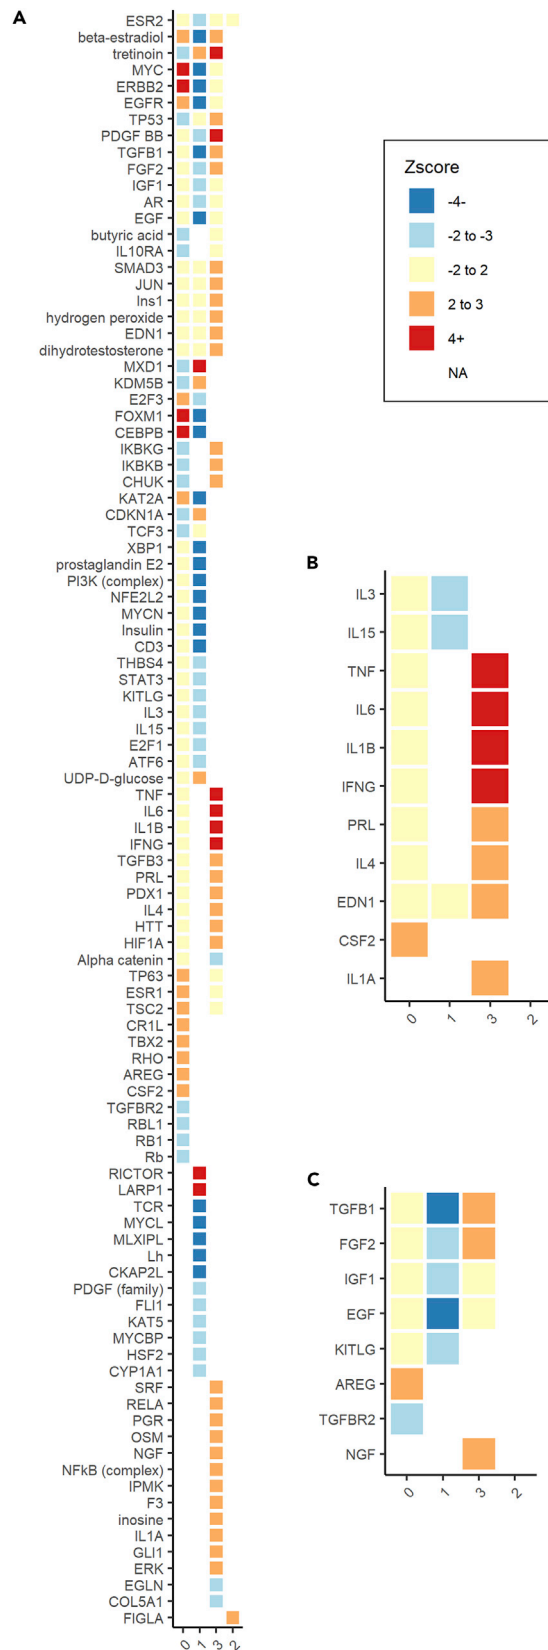 A
ESR2
beta-estradiol
tretinoin
MYC
ERBB2
EGFR
TP53
PDGF BB
TGFB1
FGF2
IGF1
AR
EGF
butyric acid
IL10RA
SMAD3
JUN
Ins1
hydrogen peroxide
EDN1
dihydrotestosterone
MXD1
KDM5B
E2F3
FOXM1
CEBPB
IKBKG
IKBKB
CHUK
KAT2A
CDKN1A
TCF3
XBP1
prostaglandin E2
PI3K (complex)
NFE2L2
MYCN
Insulin
CD3
THBS4
STAT3
KITLG
IL3
IL15
E2F1
ATF6
UDP-D-glucose
TNF
IL6
IL1B
IFNG
TGFB3
PRL
PDX1
IL4
HTT
HIF1A
Alpha catenin
TP63
ESR1
TSC2
CR1L
TBX2
RHO
AREG
CSF2
TGFBR2
RBL1
RB1
Rb
RICTOR
LARP1
TCR
MYCL
MLXIPL
Lh
CKAP2L
PDGF (family)
FLI1
KAT5
MYCBP
HSF2
CYP1A1
SRF
RELA
PGR
OSM
NGF
NFkB (complex)
IPMK
F3
inosine
IL1A
GLI1
ERK
EGLN
COL5A1
FIGLA
0 1 3 2
Zscore
-4-
-2 to -3
-2 to 2
2 to 3
4+
NA
B
IL3
IL15
TNF
IL6
IL1B
IFNG
PRL
IL4
EDN1
CSF2
IL1A
0 1 3 2
C
TGFB1
FGF2
IGF1
EGF
KITLG
AREG
TGFBR2
NGF
0 1 3 2